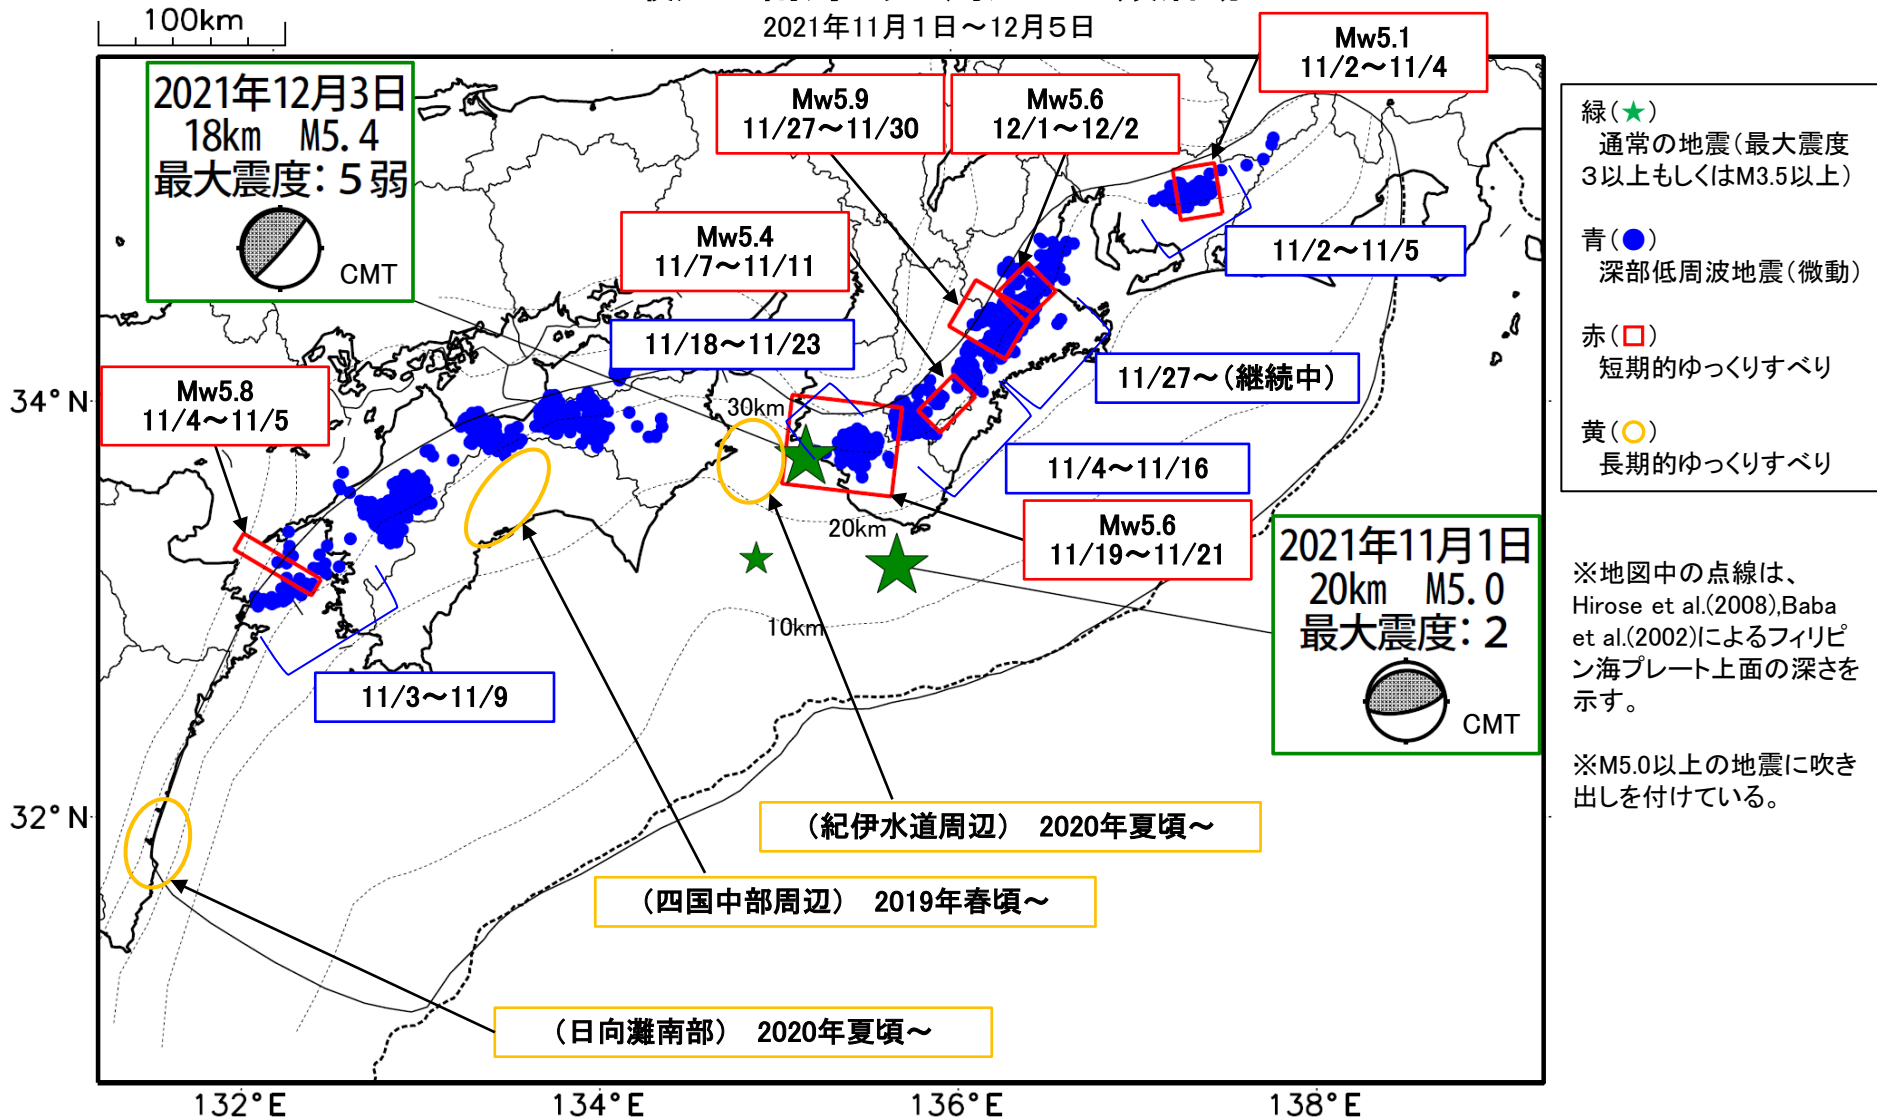 2021年11月１日～12月５日
100km
2021年12月3日
18km　M5.4
最大震度：５弱
CMT
Mw5.9
11/27～11/30
Mw5.6
12/1～12/2
Mw5.1
11/2～11/4
Mw5.4
11/7～11/11
11/2～11/5
11/18～11/23
11/27～（継続中）
Mw5.8
11/4～11/5
34°N
30km
11/4～11/16
20km
Mw5.6
11/19～11/21
10km
2021年11月1日
20km　M5.0
最大震度：２
CMT
11/3～11/9
32°N
（紀伊水道周辺）　2020年夏頃～
（四国中部周辺）　2019年春頃～
（日向灘南部）　2020年夏頃～
132°E
134°E
136°E
138°E
緑（★）
通常の地震（最大震度
３以上もしくはM3.5以上）
青（●）
深部低周波地震（微動）
赤（□）
短期的ゆっくりすべり
黄（○）
長期的ゆっくりすべり
※地図中の点線は、
Hirose et al.(2008),Baba
et al.(2002)によるフィリピ
ン海プレート上面の深さを
示す。
※M5.0以上の地震に吹き
出しを付けている。